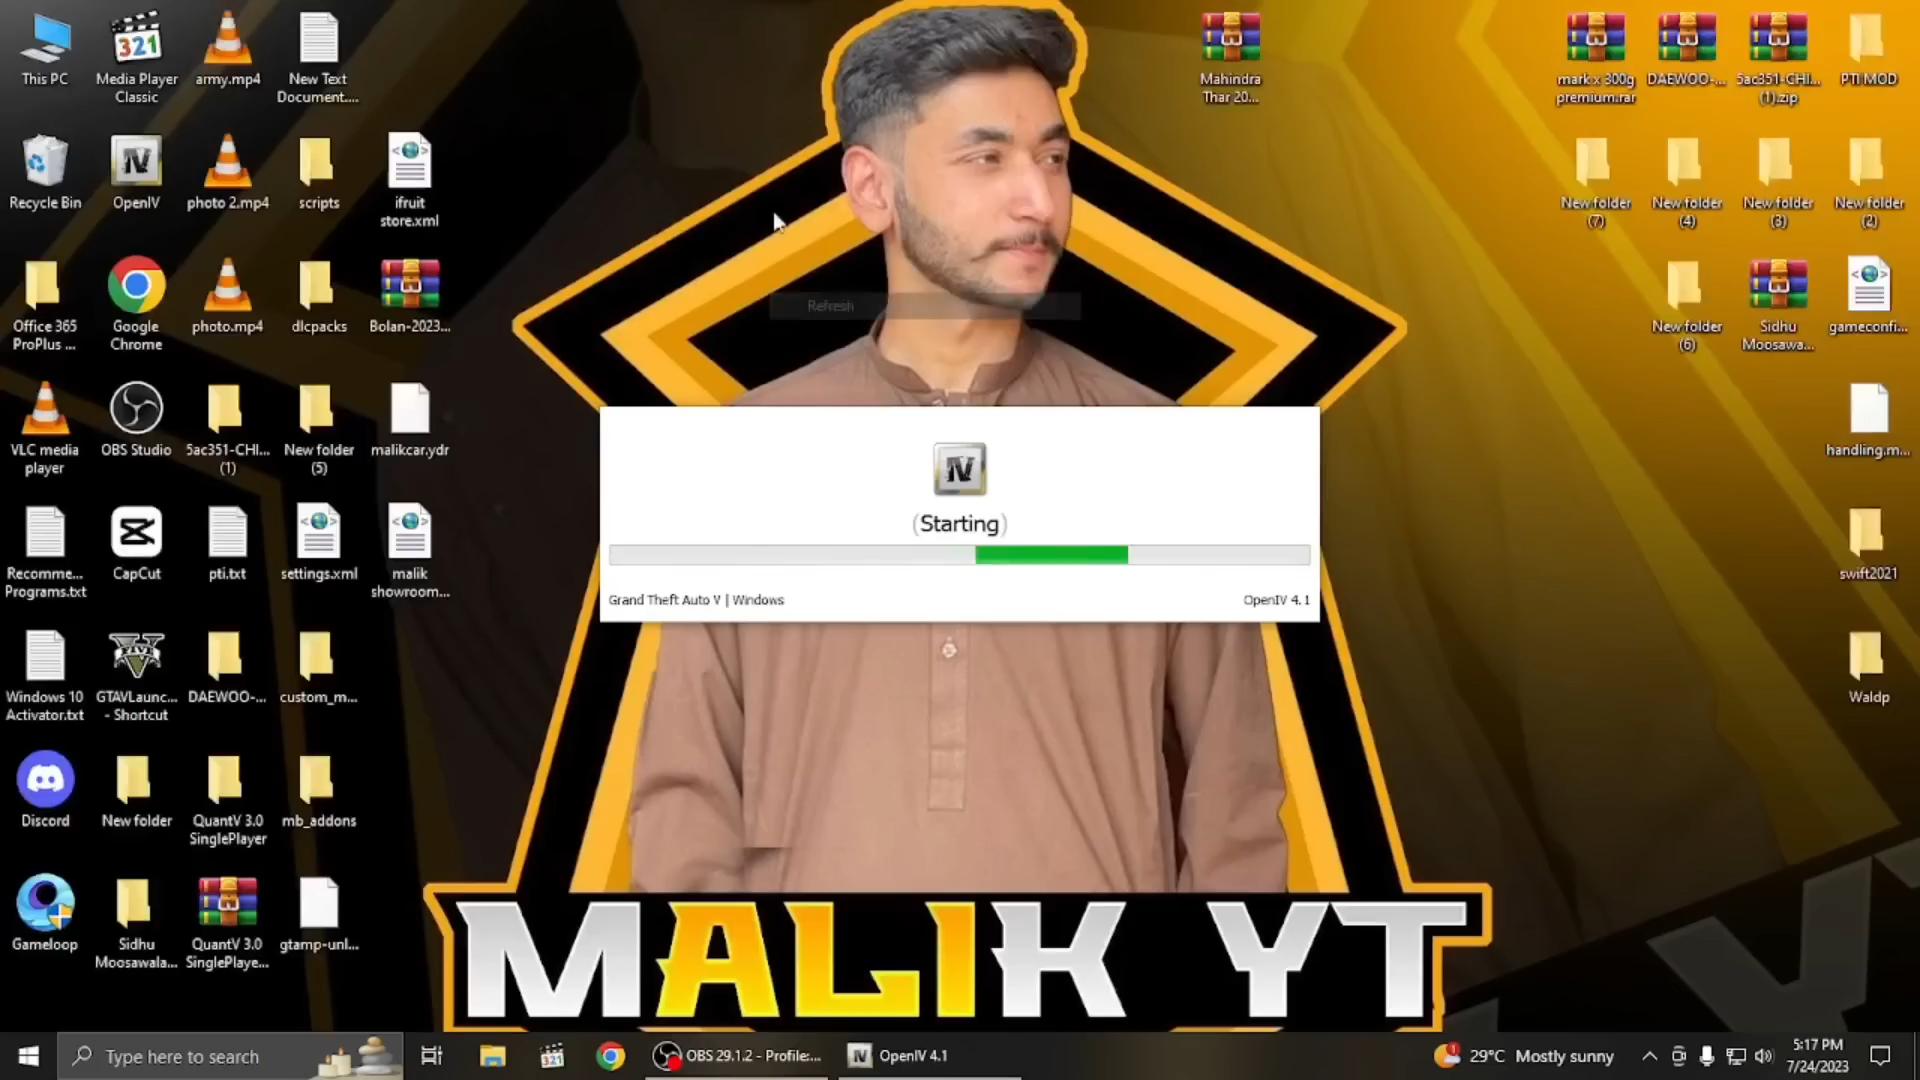 This PC
Media Player
Classic
army.mp4
New Text
Document....
Mahindra
Thar 20...
mark x 300g
premium.rar
DAEWOO-...
5ac351-CHI...
(1).zip
PTI MOD
Recycle Bin
OpenIV
photo 2.mp4
scripts
ifruit
store.xml
New folder
(7)
New folder
(4)
New folder
(3)
New folder
(2)
Refresh
Office 365
ProPlus ...
Google
Chrome
photo.mp4
dlcpacks
Bolan-2023...
New folder
(6)
Sidhu
Moosawa...
gameconfi...
VLC media
player
OBS Studio
5ac351-CHI...
(1)
New folder
(5)
malikcar.ydr
handling.m...
(Starting)
Grand Theft Auto V | Windows
OpenIV 4.1
Recomme...
Programs.txt
CapCut
pti.txt
settings.xml
malik
showroom...
swift2021
Windows 10
Activator.txt
GTAVLaunc...
- Shortcut
DAEWOO-...
custom_m...
Waldp
Discord
New folder
QuantV 3.0
SinglePlayer
mb_addons
Gameloop
Sidhu
Moosawala...
QuantV 3.0
SinglePlaye...
gtamp-unl...
MALIK YT
Type here to search
OBS 29.1.2 - Profile:...
OpenIV 4.1
29°C Mostly sunny
5:17 PM
7/24/2023